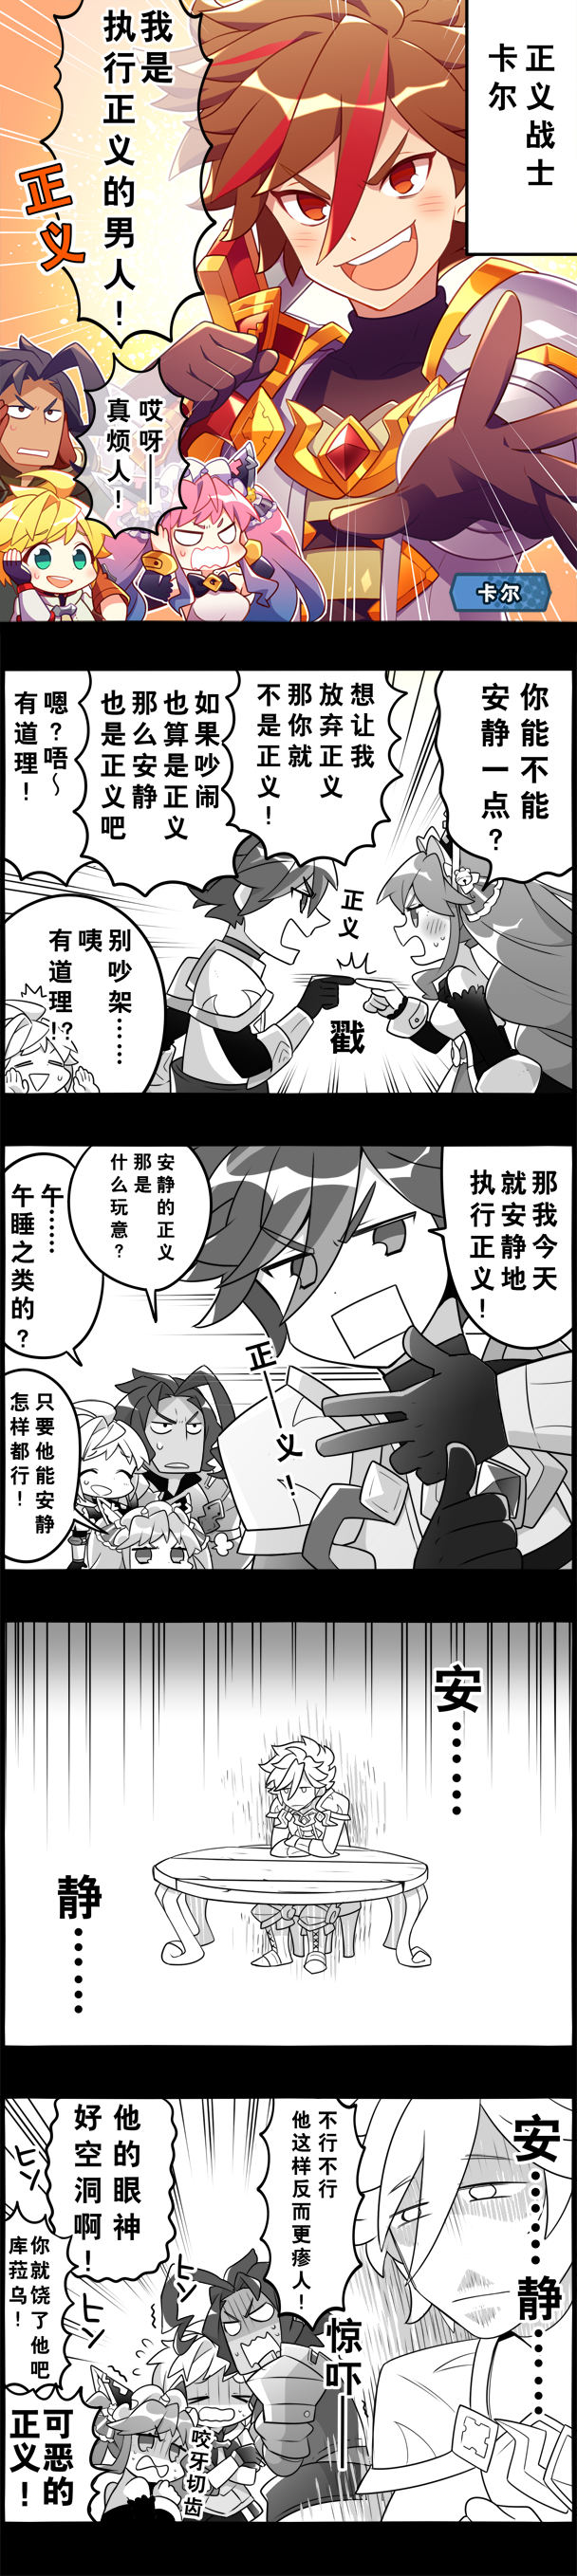 正义战士
卡尔
我是
执行正义的男人！
正义
哎呀——
真烦人！
卡尔
你能不能
安静一点？
想让我
放弃正义
那你就
不是正义！
如果吵闹
也算是正义
那么安静
也是正义吧
嗯？唔～
有道理！
正义
戳
别吵架……
咦
有道理！？
那我今天
就安静地
执行正义！
正——义！
安静的正义
那是
什么玩意？
午……
午睡之类的？
只要他能安静
怎样都行！
安……
静……
安……静……
不行不行
他这样反而更瘆人！
惊吓——
他的眼神
好空洞啊！
ヒン
ヒン
ヒン
你就饶了他吧
库菈乌！
咬牙切齿
可恶的
正义！